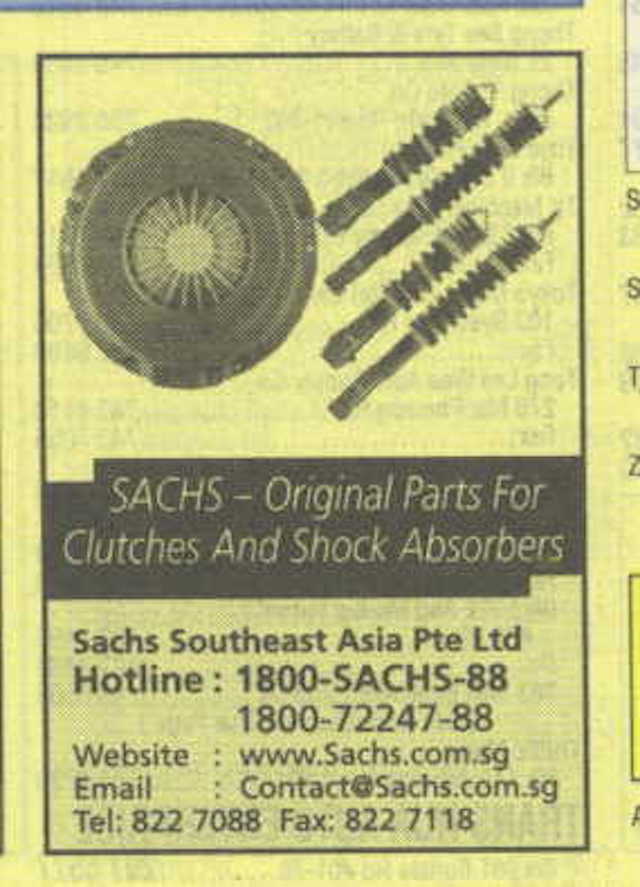 SACHS – Original Parts For
Clutches And Shock Absorbers
Sachs Southeast Asia Pte Ltd
Hotline : 1800-SACHS-88
1800-72247-88
Website : www.Sachs.com.sg
Email : Contact@Sachs.com.sg
Tel: 822 7088 Fax: 822 7118